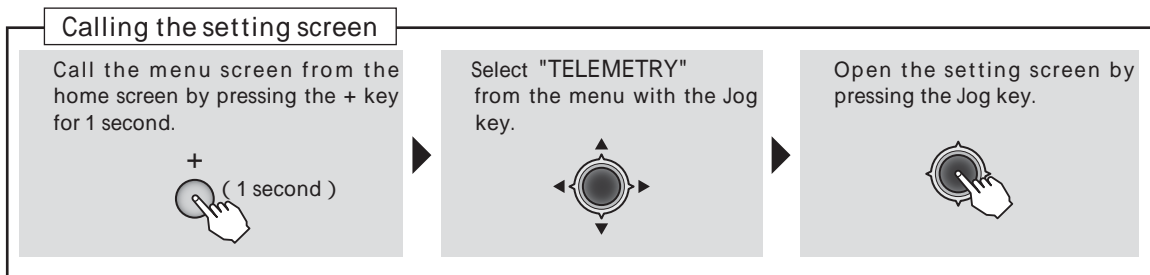 Calling the setting screen
Call the menu screen from the
home screen by pressing the + key
for 1 second.
+
( 1 second )
Select "TELEMETRY"
from the menu with the Jog
key.
Open the setting screen by
pressing the Jog key.